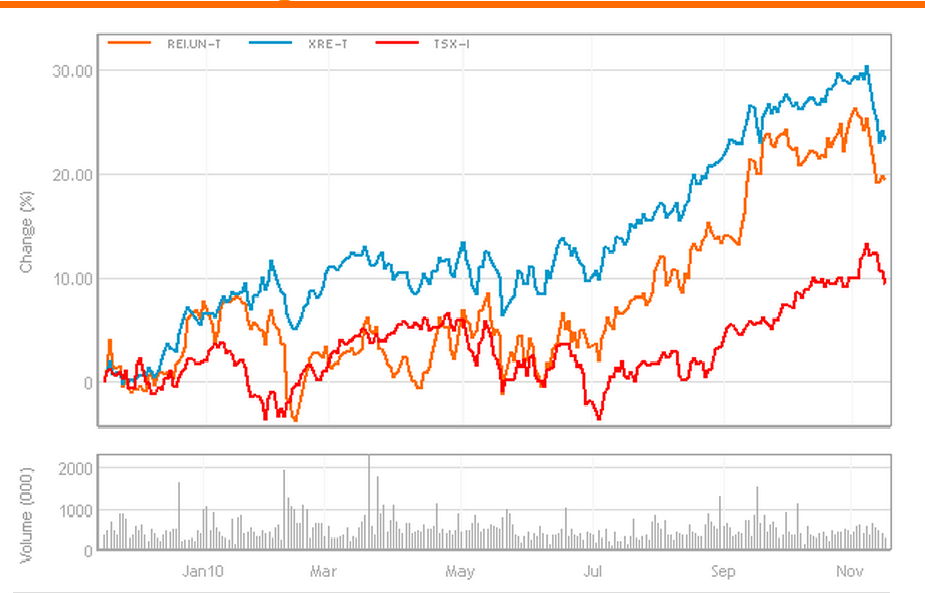 REI.UN-T XRE-T TSX-I
30.00
20.00
10.00
0
Change (%)
2000
1000
0
Volume (000)
Jan10 Mar May Jul Sep Nov